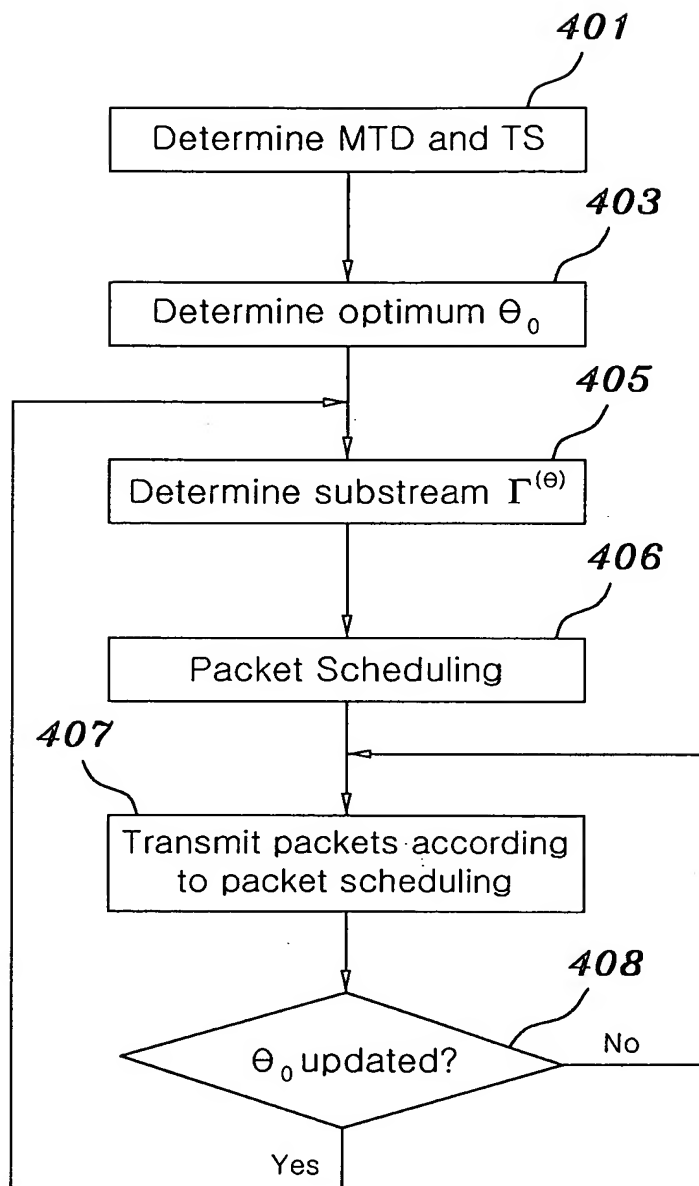 401
Determine MTD and TS
403
Determine optimum Θ₀
405
Determine substream Γ⁽ᶿ⁾
406
Packet Scheduling
407
Transmit packets according
to packet scheduling
408
Θ₀ updated?
No
Yes